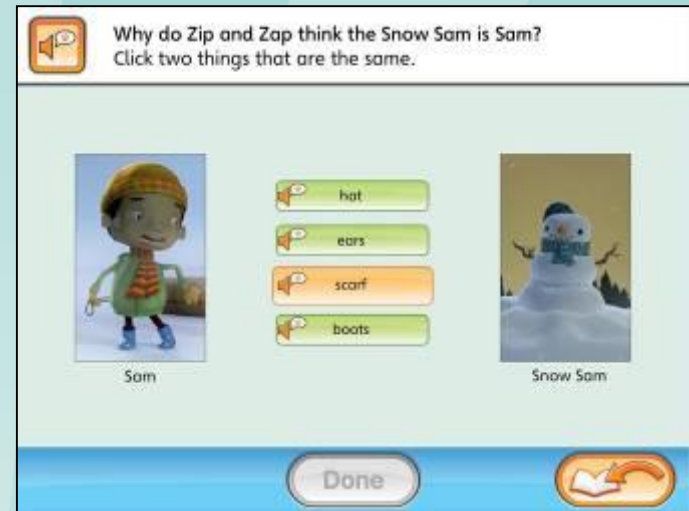 Why do Zip and Zap think the Snow Sam is Sam?
Click two things that are the same.
hat
ears
scarf
boots
Sam
Snow Sam
Done